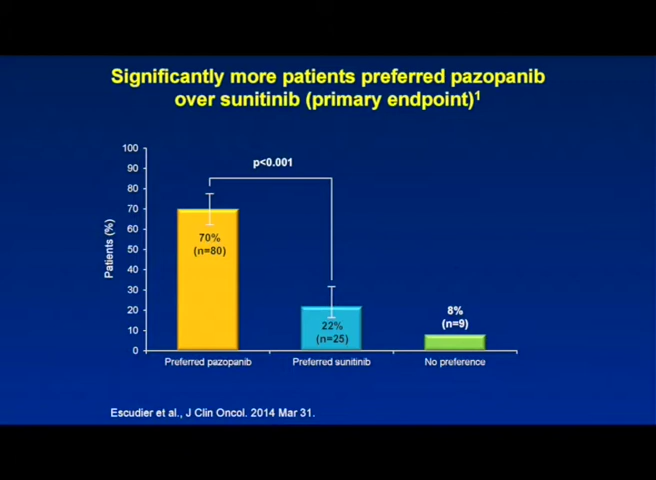 Significantly more patients preferred pazopanib
over sunitinib (primary endpoint)¹
100
90
80
70
60
50
40
30
20
10
0
Patients (%)
p<0.001
70%
(n=80)
22%
(n=25)
8%
(n=9)
Preferred pazopanib
Preferred sunitinib
No preference
Escudier et al., J Clin Oncol. 2014 Mar 31.